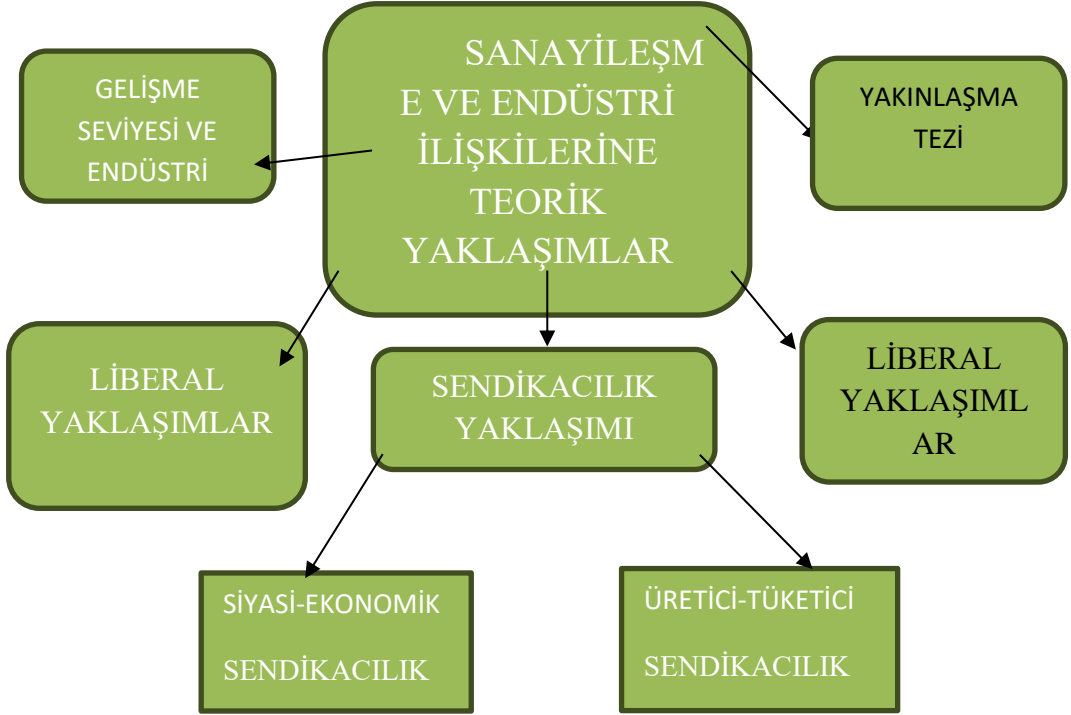 SANAYİLEŞM
E VE ENDÜSTRİ
İLİŞKİLERİNE
TEORİK
YAKLAŞIMLAR
GELİŞME
SEVİYESİ VE
ENDÜSTRİ
YAKINLAŞMA
TEZİ
LİBERAL
YAKLAŞIMLAR
SENDİKACILIK
YAKLAŞIMI
LİBERAL
YAKLAŞIML
AR
SİYASİ-EKONOMİK
SENDİKACILIK
ÜRETİCİ-TÜKETİCİ
SENDİKACILIK